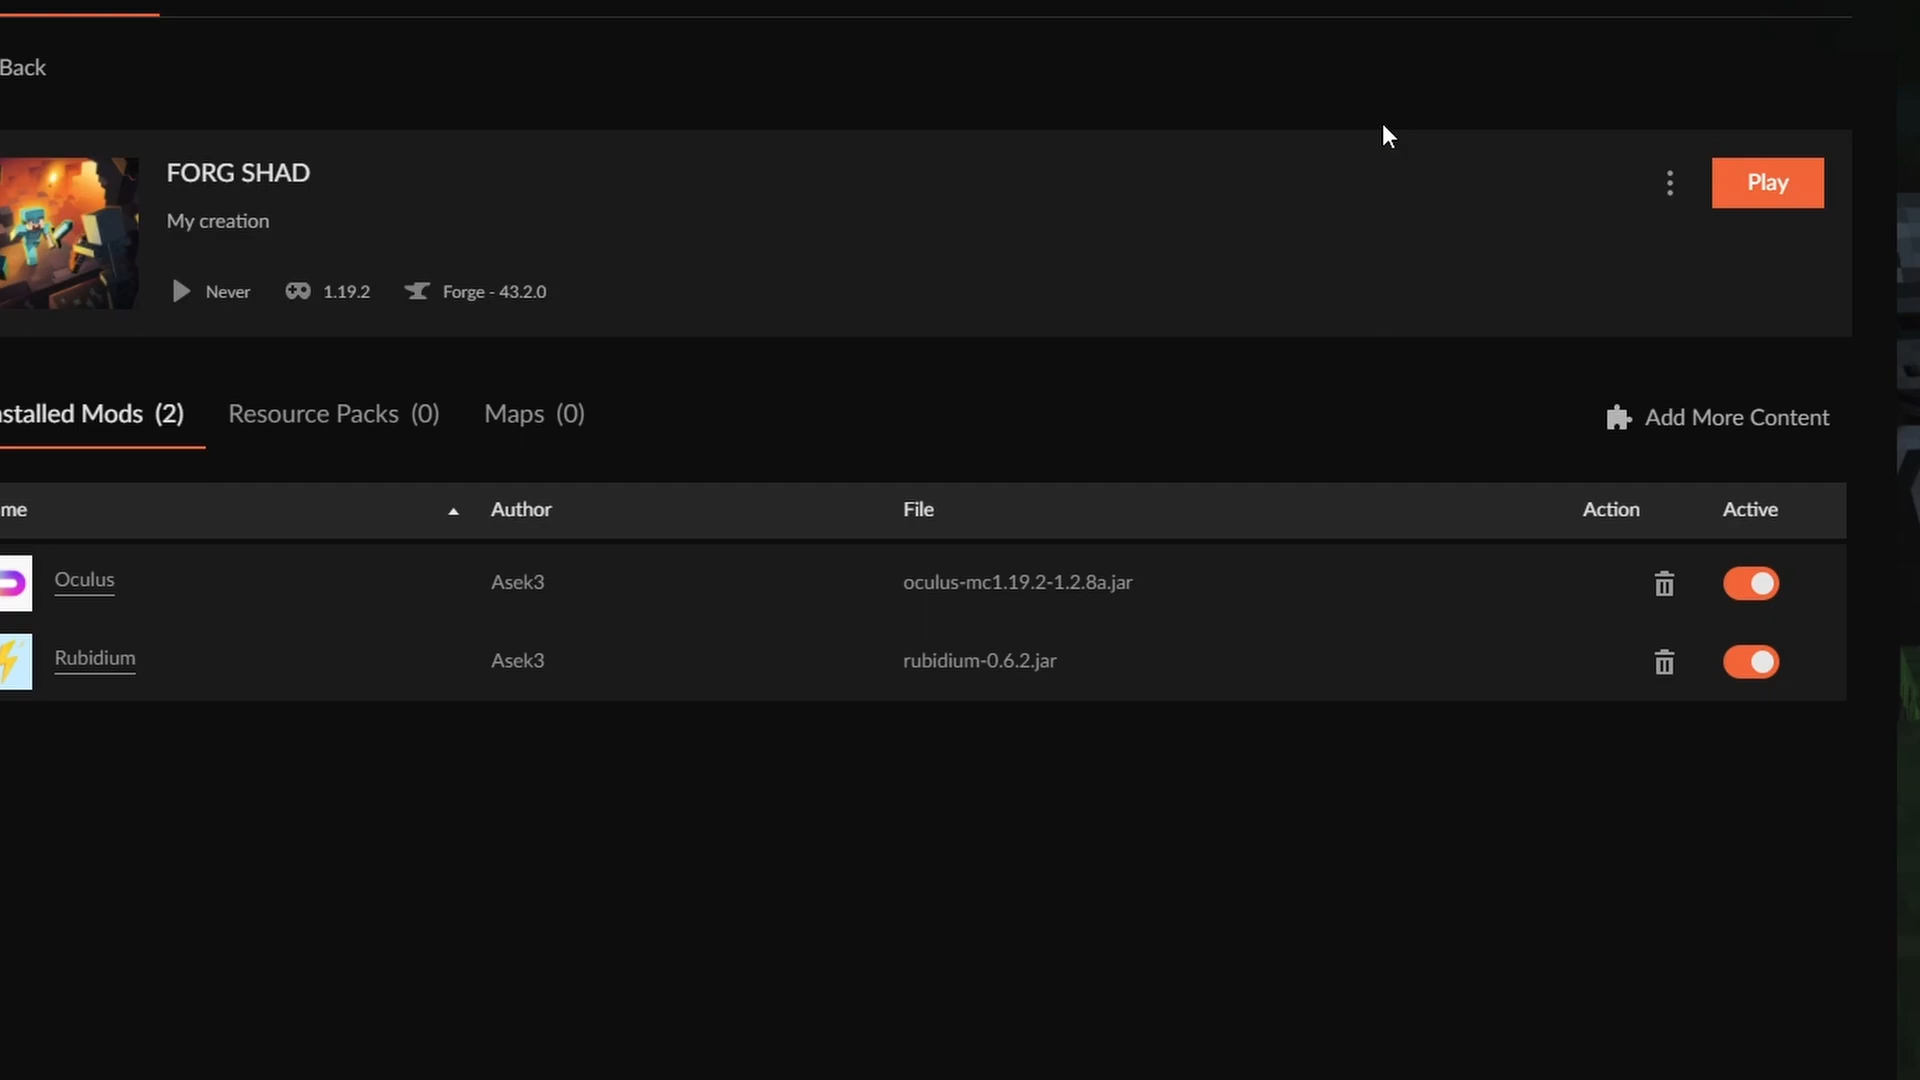 Back
FORG SHAD
My creation
Never 1.19.2 Forge - 43.2.0
Play
nstalled Mods (2) Resource Packs (0) Maps (0) Add More Content
me Author File Action Active
Oculus Asek3 oculus-mc1.19.2-1.2.8a.jar
Rubidium Asek3 rubidium-0.6.2.jar